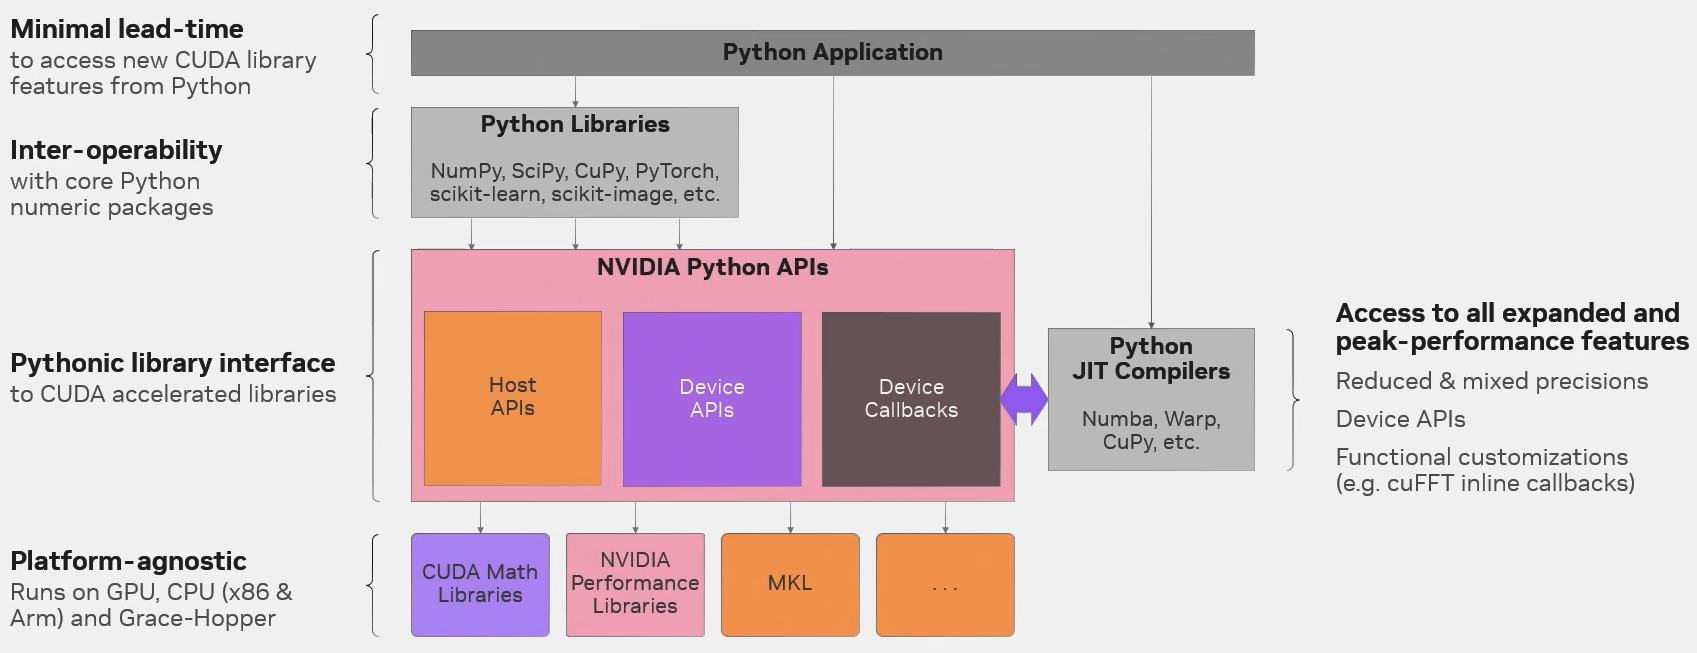 Minimal lead-time
to access new CUDA library
features from Python
Python Application
Inter-operability
with core Python
numeric packages
Python Libraries
NumPy, SciPy, CuPy, PyTorch,
scikit-learn, scikit-image, etc.
Pythonic library interface
to CUDA accelerated libraries
NVIDIA Python APIs
Host
APIs
Device
APIs
Device
Callbacks
Python
JIT Compilers
Numba, Warp,
CuPy, etc.
Access to all expanded and
peak-performance features
Reduced & mixed precisions
Device APIs
Functional customizations
(e.g. cuFFT inline callbacks)
Platform-agnostic
Runs on GPU, CPU (x86 &
Arm) and Grace-Hopper
CUDA Math
Libraries
NVIDIA
Performance
Libraries
MKL
...